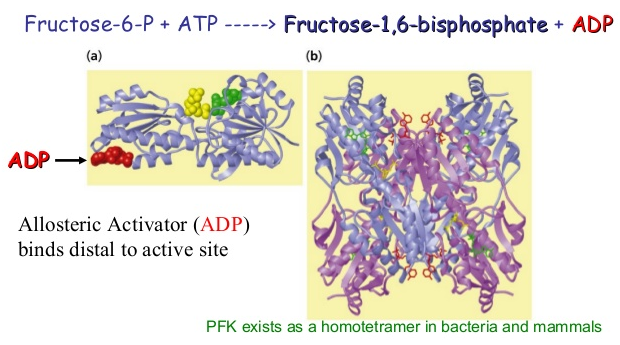 Fructose-6-P + ATP -----> Fructose-1,6-bisphosphate + ADP
(a)
(b)
ADP
Allosteric Activator (ADP)
binds distal to active site
PFK exists as a homotetramer in bacteria and mammals